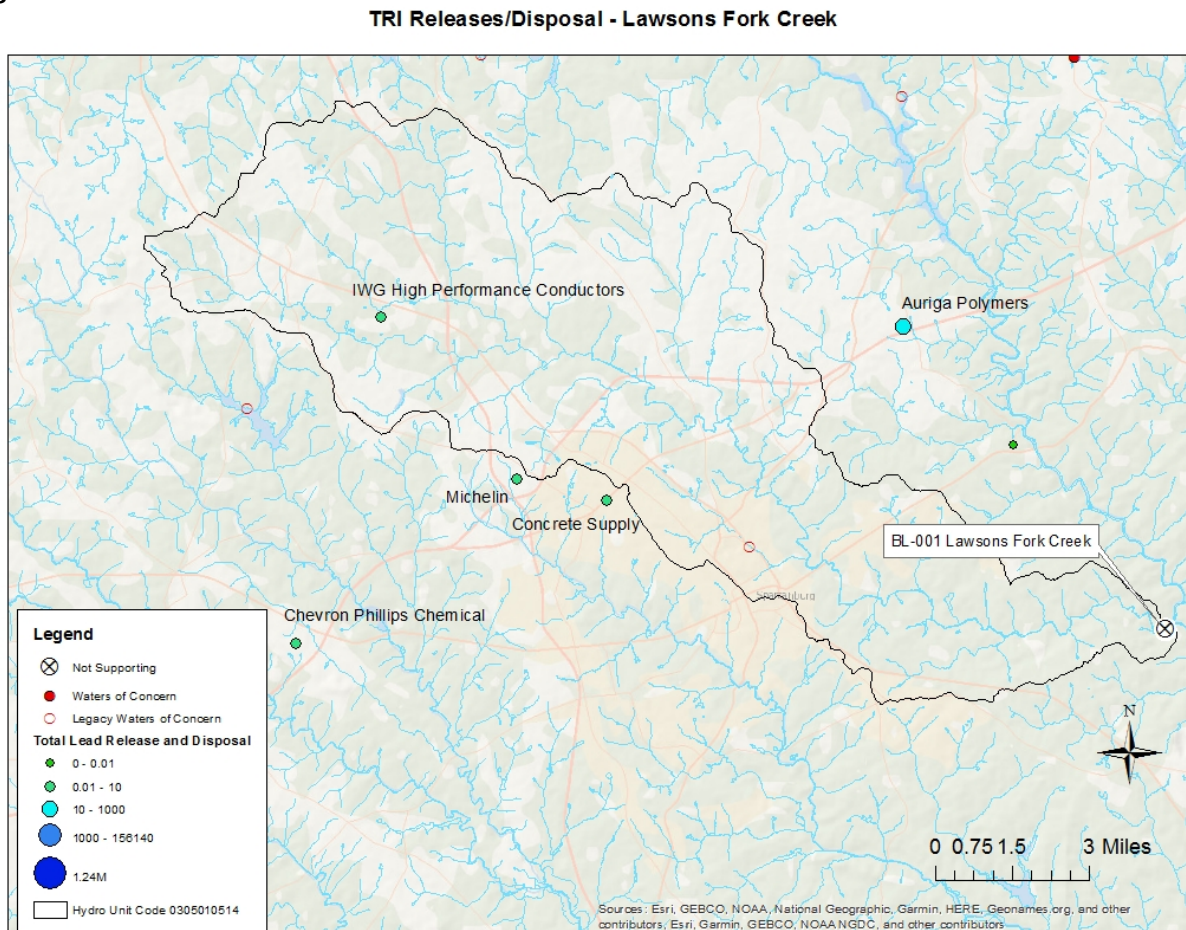 TRI Releases/Disposal - Lawsons Fork Creek
IWG High Performance Conductors
Auriga Polymers
Michelin
Concrete Supply
BL-001 Lawsons Fork Creek
Spartanburg
Chevron Phillips Chemical
Legend
Not Supporting
Waters of Concern
Legacy Waters of Concern
Total Lead Release and Disposal
0 - 0.01
0.01 - 10
10 - 1000
1000 - 156140
1.24M
Hydro Unit Code 0305010514
N
0 0.75 1.5 3 Miles
Sources: Esri, GEBCO, NOAA, National Geographic, Garmin, HERE, Geonames.org, and other
contributors, Esri, Garmin, GEBCO, NOAA NGDC, and other contributors